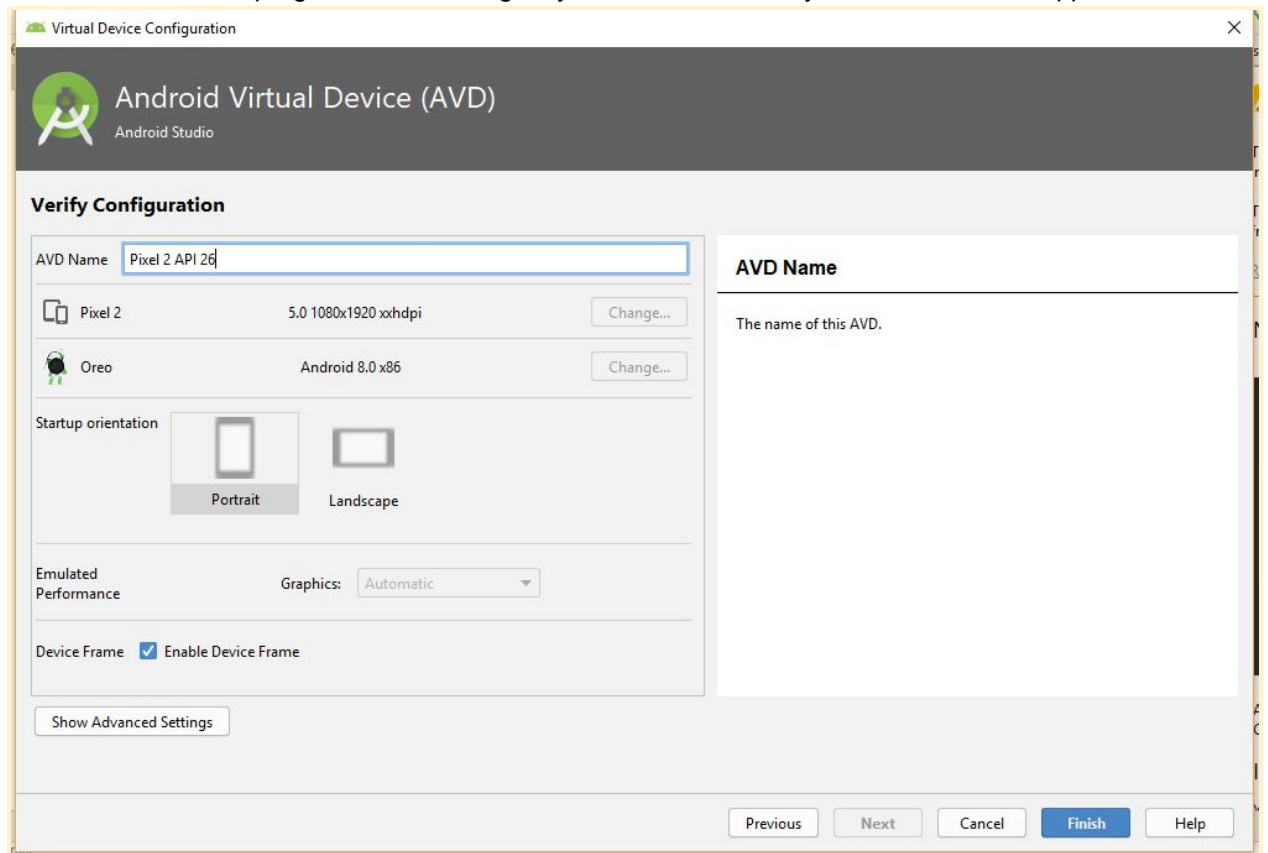 Virtual Device Configuration
Android Virtual Device (AVD)
Android Studio
Verify Configuration
AVD Name Pixel 2 API 26
Pixel 2 5.0 1080x1920 xxhdpi Change...
Oreo Android 8.0 x86 Change...
Startup orientation
Portrait Landscape
Emulated
Performance
Graphics: Automatic
Device Frame Enable Device Frame
Show Advanced Settings
AVD Name
The name of this AVD.
Previous Next Cancel Finish Help